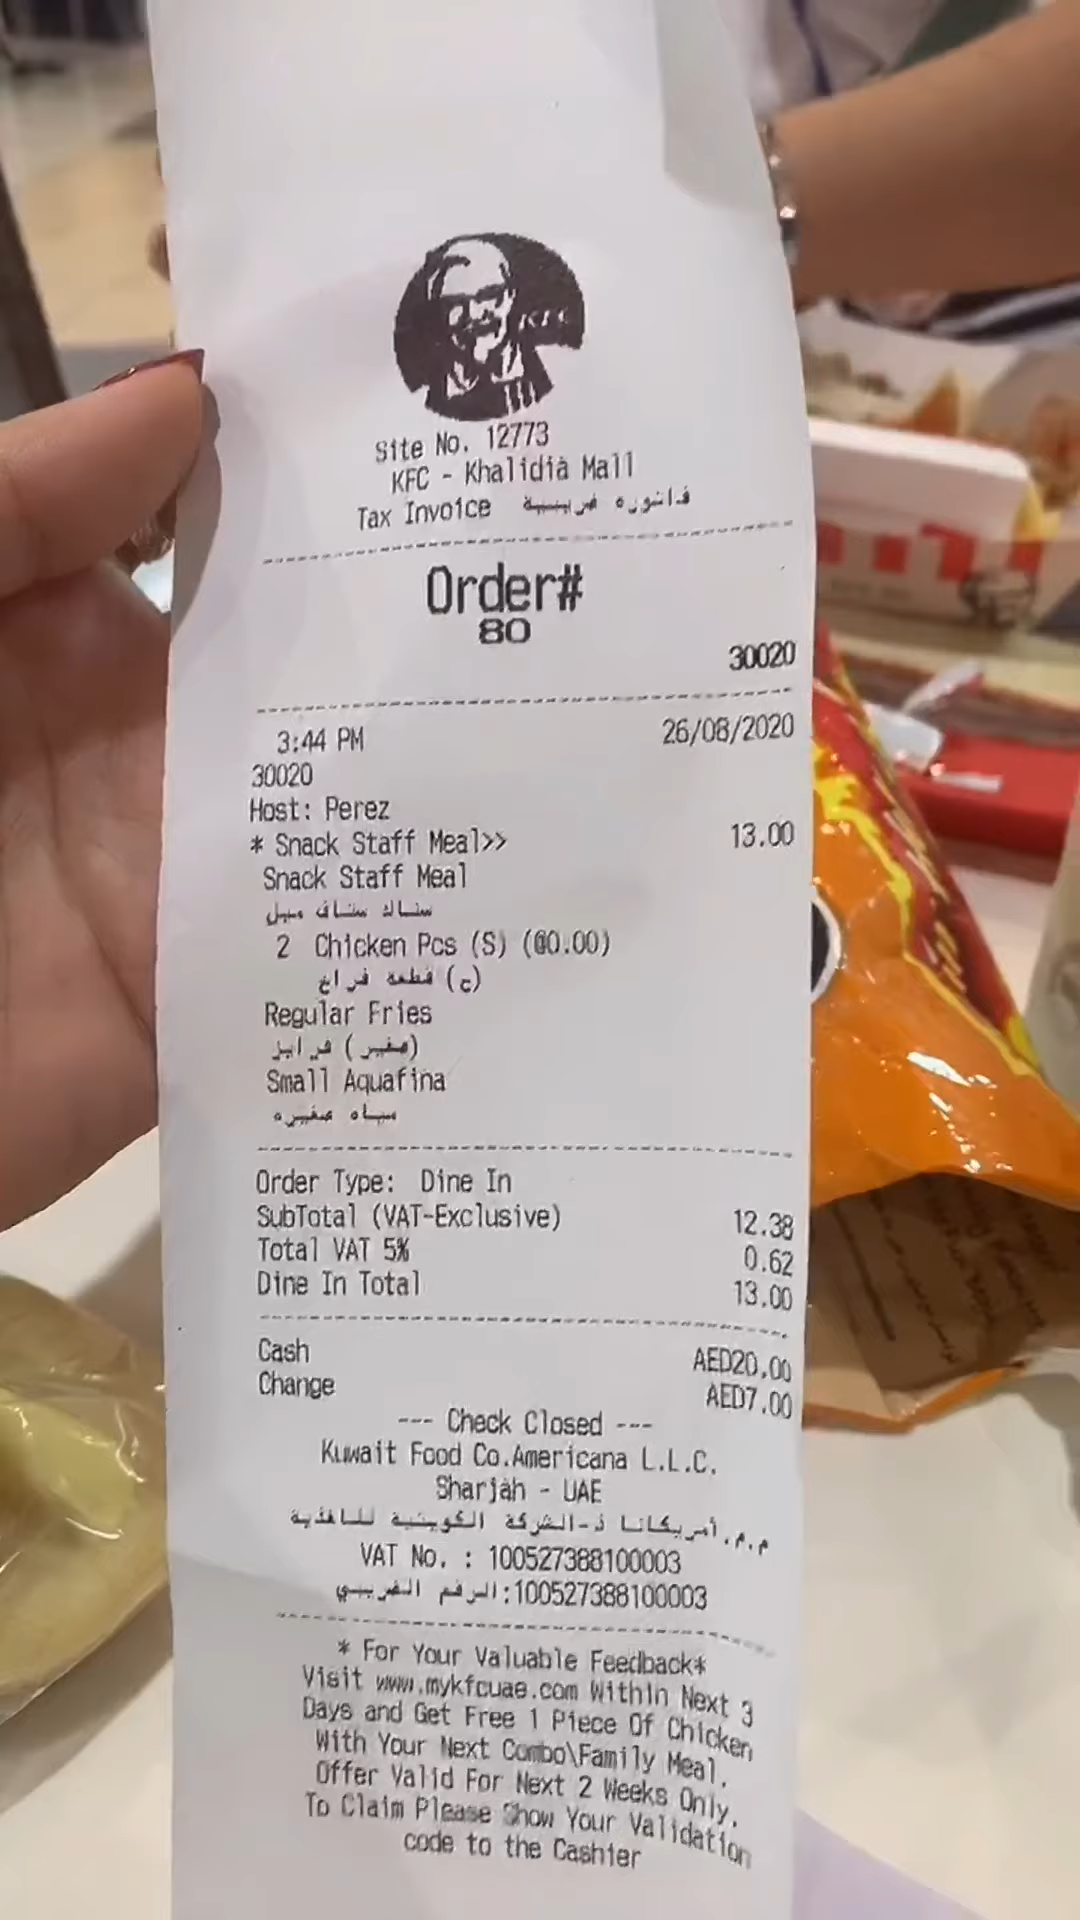 KFC
Site No. 12773
KFC - Khalidia Mall
Tax Invoice فاتوره ضريبية
Order#
80
30020
3:44 PM 26/08/2020
30020
Host: Perez
* Snack Staff Meal>> 13.00
Snack Staff Meal
سناك ستاف ميل
2 Chicken Pcs (S) (@0.00)
(ح) قطعة فراخ
Regular Fries
(صغير) فرايز
Small Aquafina
مياه صغيره
Order Type: Dine In
SubTotal (VAT-Exclusive) 12.38
Total VAT 5% 0.62
Dine In Total 13.00
Cash AED20.00
Change AED7.00
--- Check Closed ---
Kuwait Food Co.Americana L.L.C.
Sharjah - UAE
م.م.أمريكانا ذ-الشركة الكويتية للاغذية
VAT No. : 100527388100003
الرقم الضريبي:100527388100003
* For Your Valuable Feedback*
Visit www.mykfcuae.com Within Next 3
Days and Get Free 1 Piece Of Chicken
With Your Next Combo\Family Meal.
Offer Valid For Next 2 Weeks Only.
To Claim Please Show Your Validation
code to the Cashier